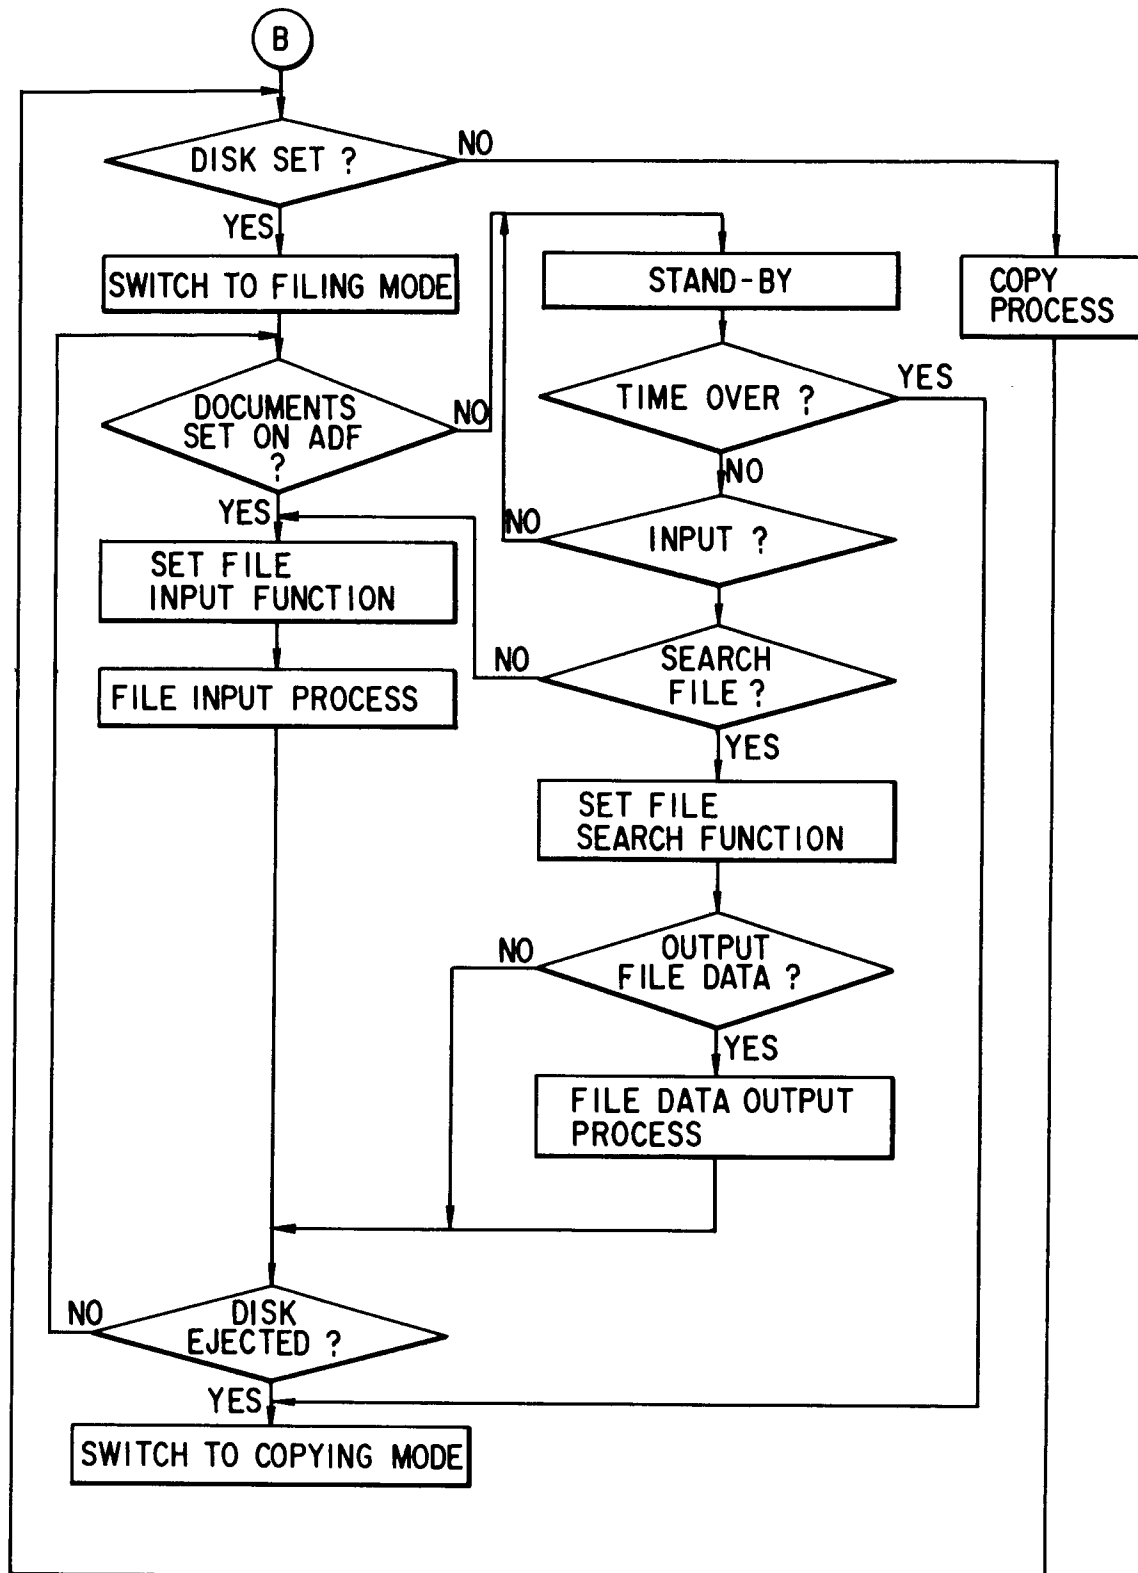 B
DISK SET ?
NO
YES
SWITCH TO FILING MODE
STAND-BY
COPY
PROCESS
DOCUMENTS
SET ON ADF
?
NO
TIME OVER ?
YES
NO
YES
INPUT ?
NO
SET FILE
INPUT FUNCTION
SEARCH
FILE ?
NO
FILE INPUT PROCESS
YES
SET FILE
SEARCH FUNCTION
OUTPUT
FILE DATA ?
NO
YES
FILE DATA OUTPUT
PROCESS
DISK
EJECTED ?
NO
YES
SWITCH TO COPYING MODE